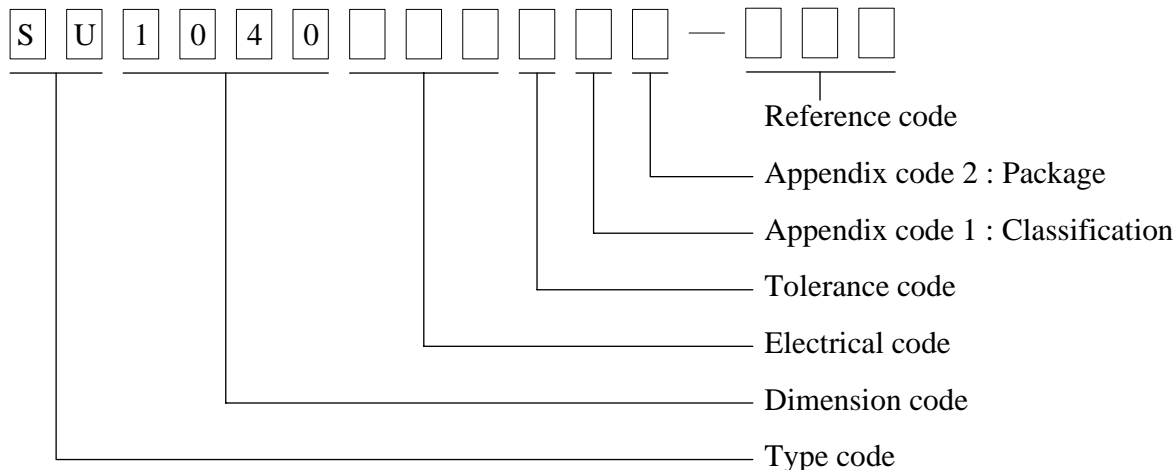 S U 1 0 4 0 —
Reference code
Appendix code 2 : Package
Appendix code 1 : Classification
Tolerance code
Electrical code
Dimension code
Type code